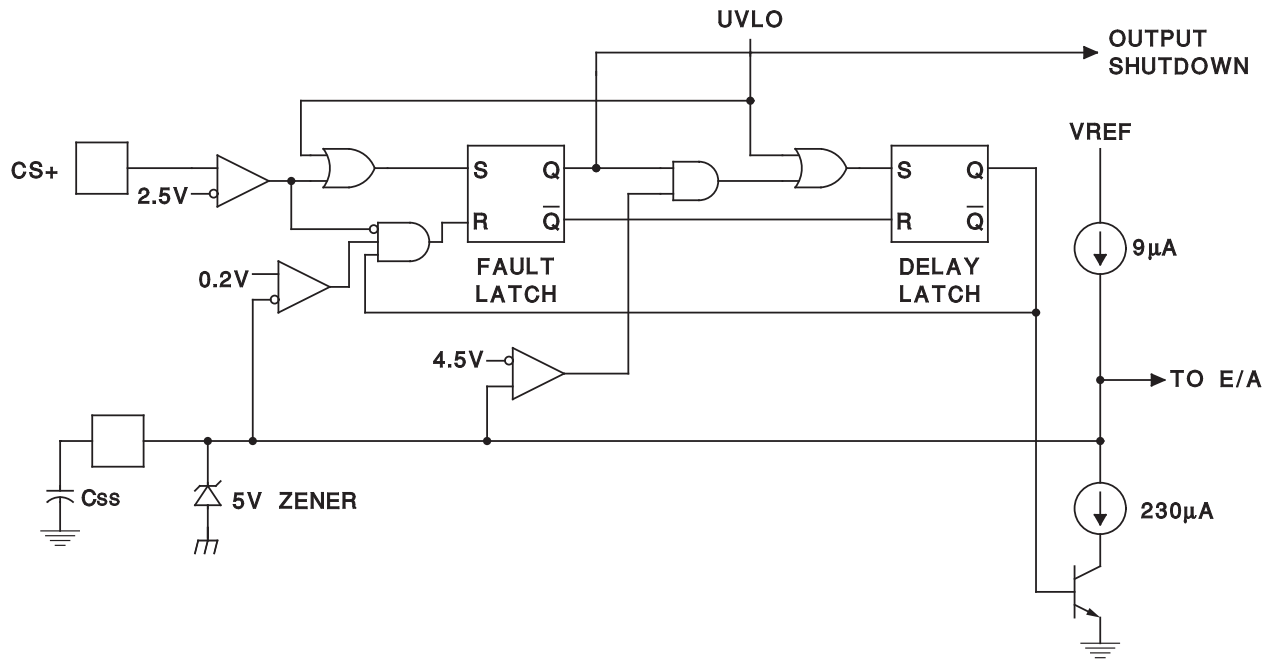 UVLO
OUTPUT
SHUTDOWN
VREF
CS+
2.5V
S
Q
R
Q̅
S
Q
R
Q̅
9µA
0.2V
FAULT
LATCH
DELAY
LATCH
4.5V
TO E/A
Css
5V ZENER
230µA